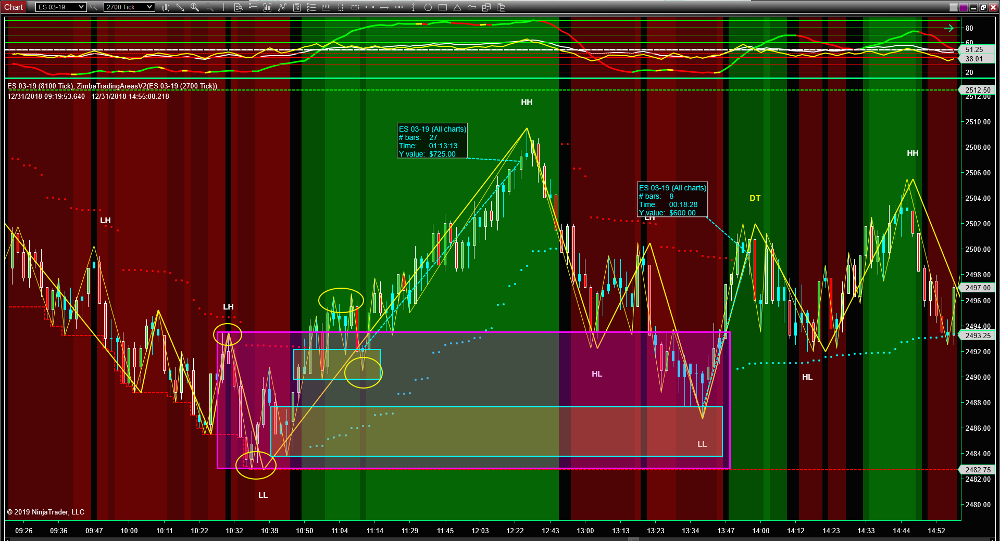 Chart ES 03-19 2700 Tick
80
60
51.25
38.01
20
ES 03-19 (8100 Tick), ZimbaTradingAreasV2(ES 03-19 (2700 Tick))
12/31/2018 09:19:53.640 - 12/31/2018 14:55:08.218
2512.50
2512.00
HH
2510.00
ES 03-19 (All charts)
# bars: 27
Time: 01:13:13
Y value: $725.00
2508.00
HH
2506.00
ES 03-19 (All charts)
# bars: 8
Time: 00:18:28
Y value: $600.00
DT
2504.00
LH
LH
2502.00
2500.00
2498.00
2497.00
2496.00
LH
2494.00
2493.25
2492.00
HL
HL
2490.00
2488.00
2486.00
LL
2484.00
2482.75
2482.00
LL
2480.00
© 2019 NinjaTrader, LLC
09:26 09:36 09:47 10:00 10:11 10:22 10:32 10:39 10:50 11:04 11:14 11:29 11:45 12:03 12:22 12:43 13:00 13:13 13:23 13:34 13:47 14:00 14:12 14:23 14:33 14:44 14:52